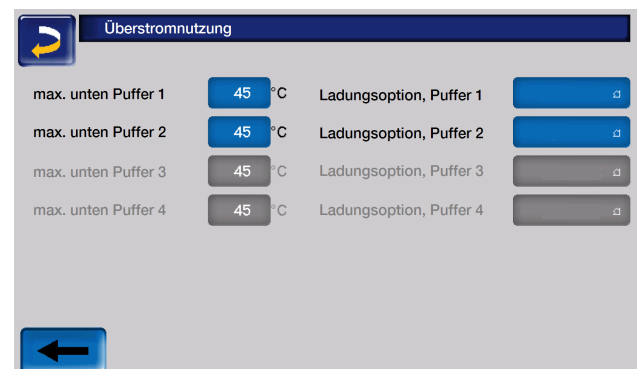 Überstromnutzung
max. unten Puffer 1 45 °C Ladungsoption, Puffer 1
max. unten Puffer 2 45 °C Ladungsoption, Puffer 2
max. unten Puffer 3 45 °C Ladungsoption, Puffer 3
max. unten Puffer 4 45 °C Ladungsoption, Puffer 4